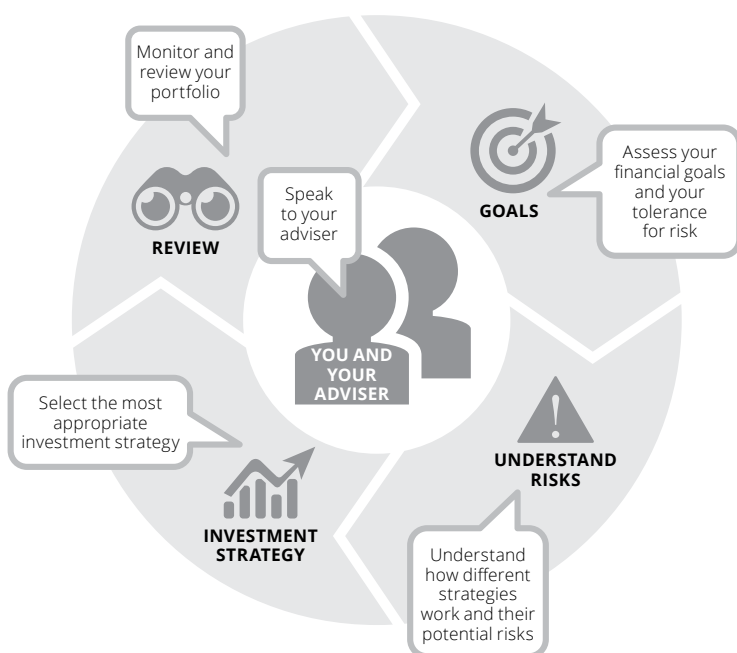 Monitor and
review your
portfolio
REVIEW
Speak
to your
adviser
GOALS
Assess your
financial goals
and your
tolerance
for risk
YOU AND
YOUR
ADVISER
Select the most
appropriate
investment strategy
INVESTMENT
STRATEGY
UNDERSTAND
RISKS
Understand
how different
strategies
work and their
potential risks